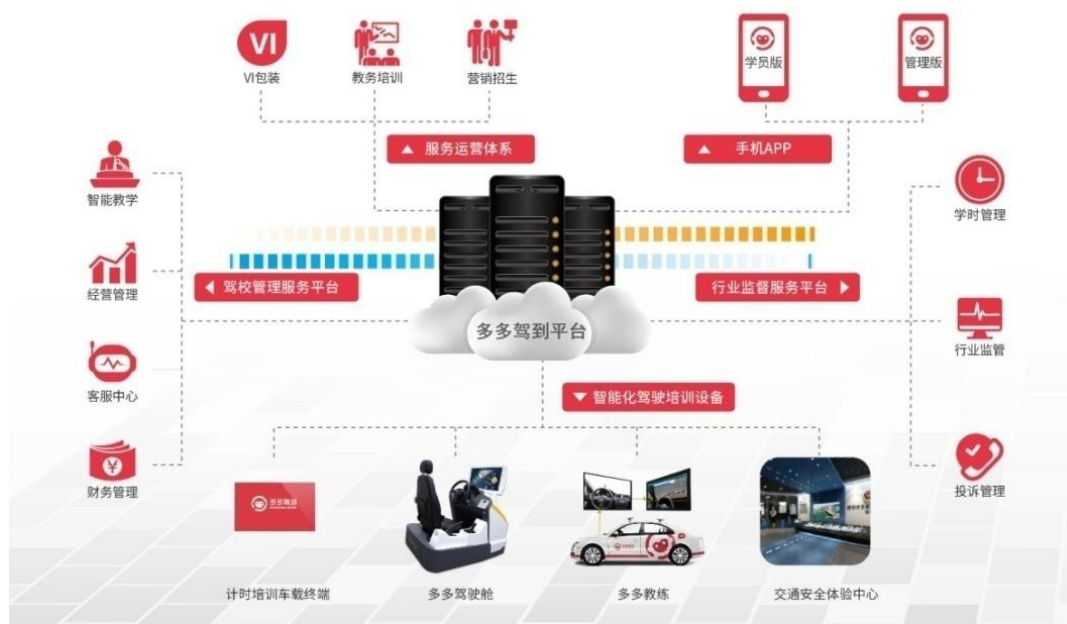 VI
VI包装
教务培训
营销招生
学员版
管理版
服务运营体系
手机APP
智能教学
学时管理
驾校管理服务平台
行业监督服务平台
经营管理
多多驾到平台
行业监管
客服中心
智能化驾驶培训设备
财务管理
¥
投诉管理
多多驾到
计时培训车载终端
多多驾驶舱
多多教练
交通安全体验中心